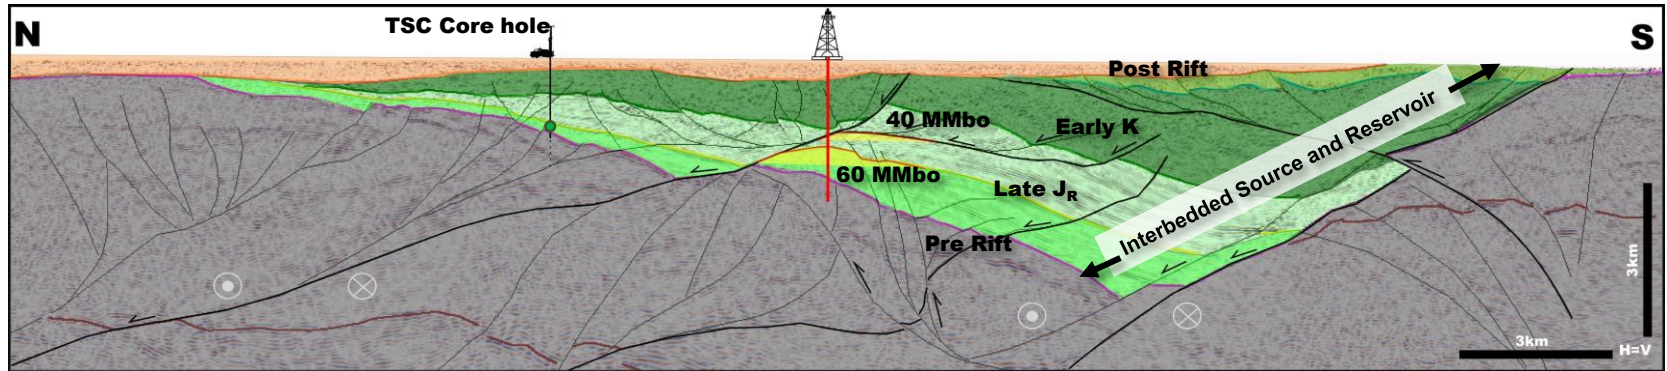 N
TSC Core hole
S
Post Rift
40 MMbo
Early K
60 MMbo
Late JR
Interbedded Source and Reservoir
Pre Rift
3km
3km
H=V